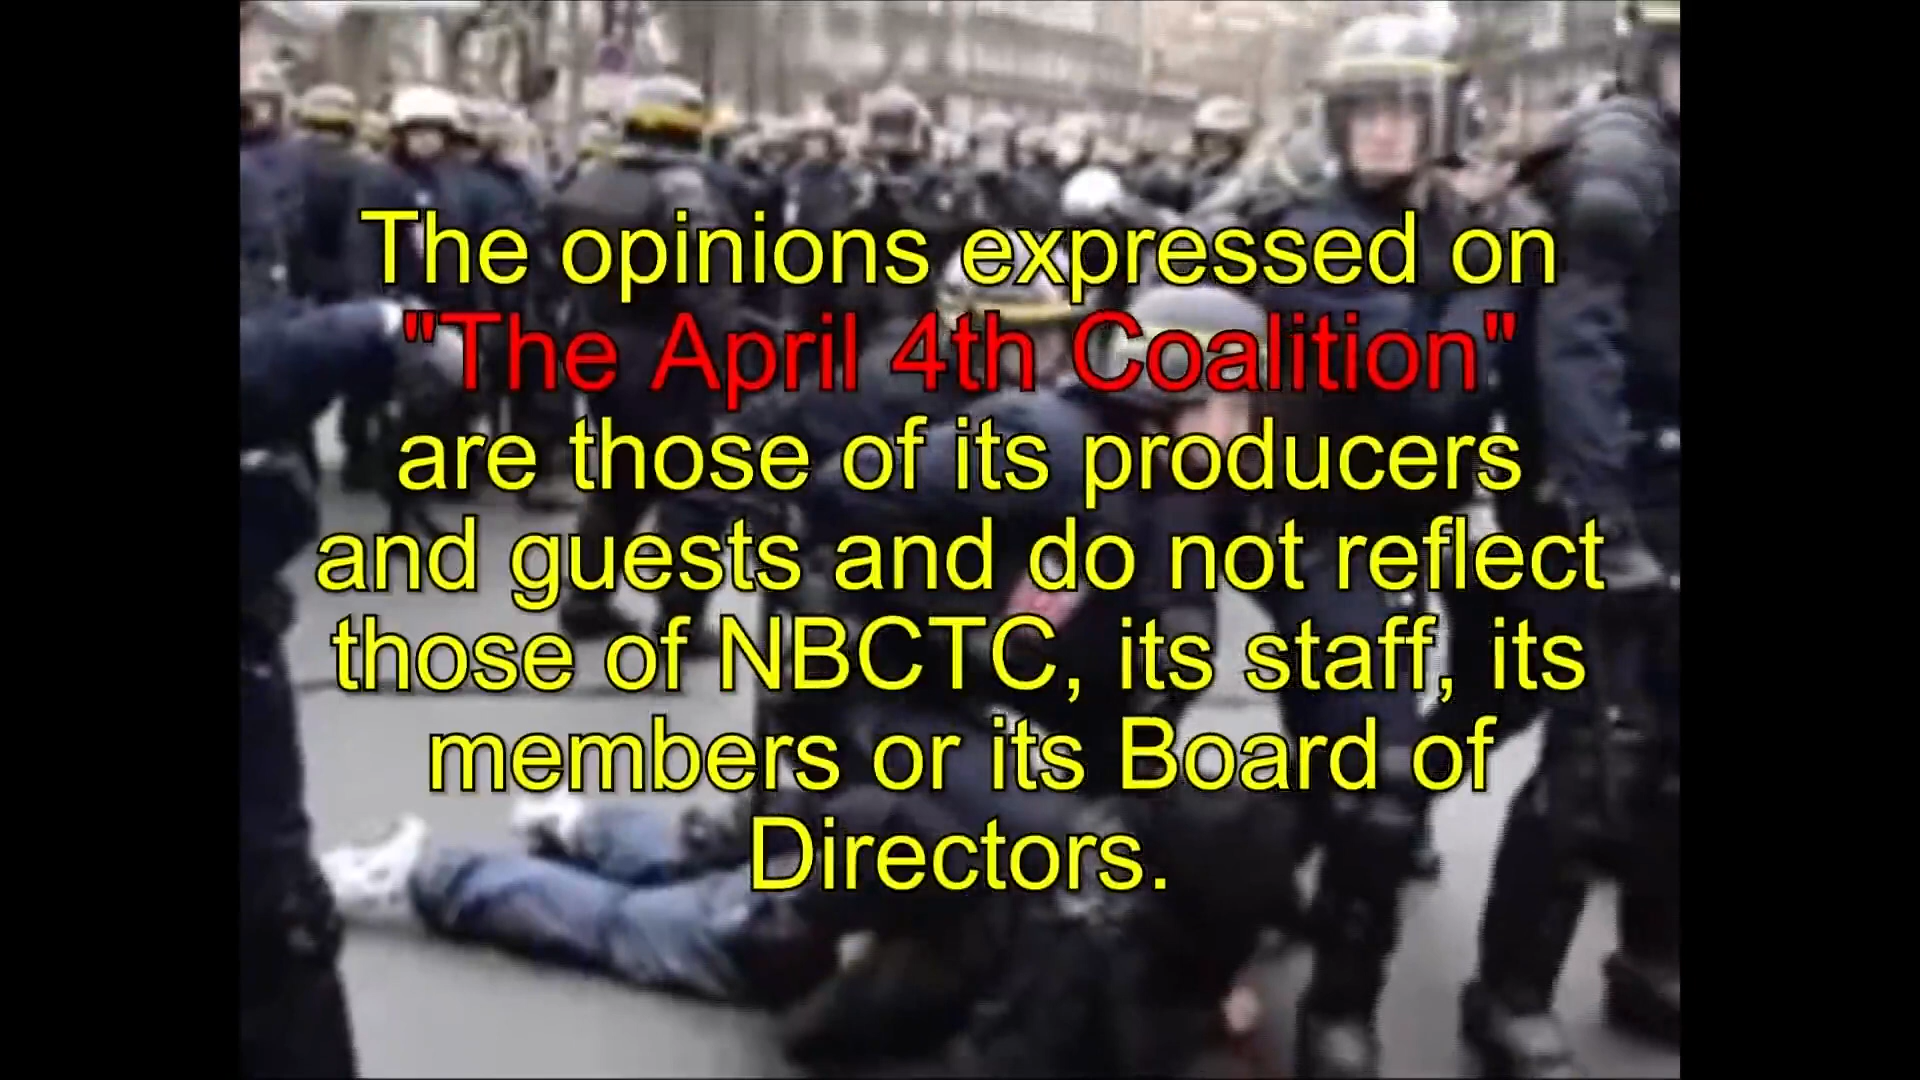 The opinions expressed on
"The April 4th Coalition"
are those of its producers
and guests and do not reflect
those of NBCTC, its staff, its
members or its Board of
Directors.